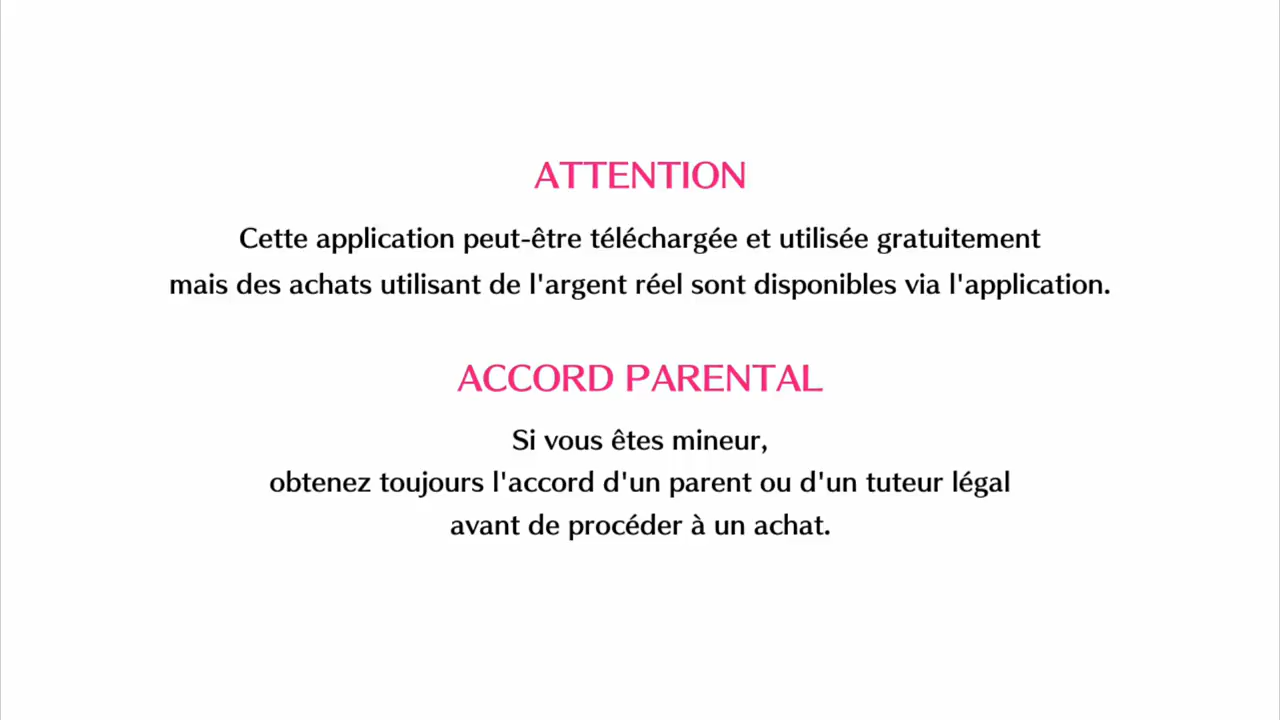 ATTENTION
Cette application peut-être téléchargée et utilisée gratuitement
mais des achats utilisant de l'argent réel sont disponibles via l'application.
ACCORD PARENTAL
Si vous êtes mineur,
obtenez toujours l'accord d'un parent ou d'un tuteur légal
avant de procéder à un achat.